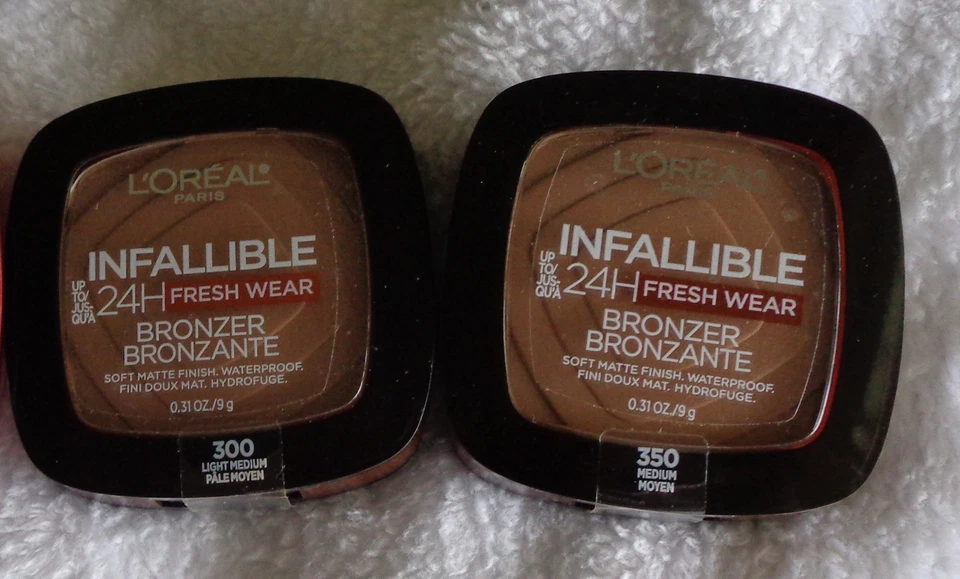 L'ORÉAL®
PARIS
INFALLIBLE
UP
TO/
JUS-
QU'À
24H FRESH WEAR
BRONZER
BRONZANTE
SOFT MATTE FINISH. WATERPROOF.
FINI DOUX MAT. HYDROFUGE.
0.31 OZ./9 g
300
LIGHT MEDIUM
PÂLE MOYEN
L'ORÉAL
PARIS
INFALLIBLE
UP
TO/
JUS-
QU'À
24H FRESH WEAR
BRONZER
BRONZANTE
SOFT MATTE FINISH. WATERPROOF.
FINI DOUX MAT. HYDROFUGE.
0.31 OZ./9 g
350
MEDIUM
MOYEN